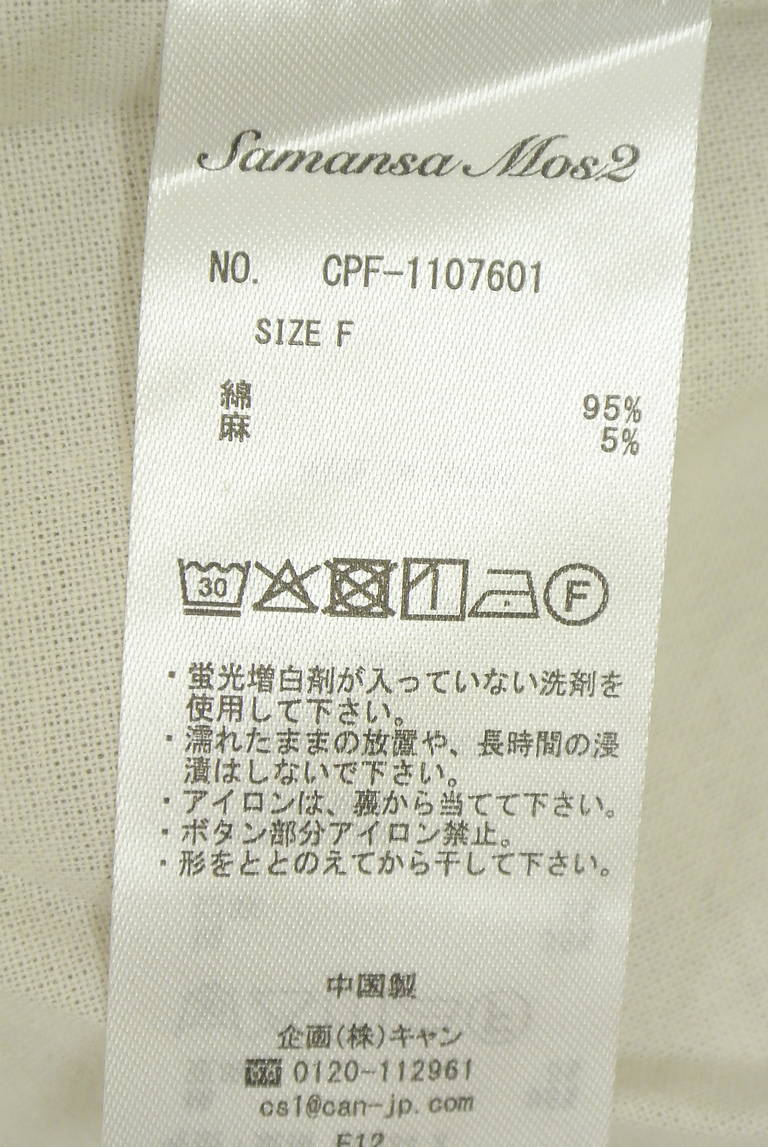 Samansa Mos2
NO. CPF-1107601
SIZE F
綿 95%
麻 5%
30 F
・蛍光増白剤が入っていない洗剤を
使用して下さい。
・濡れたままの放置や、長時間の浸
漬はしないで下さい。
・アイロンは、裏から当てて下さい。
・ボタン部分アイロン禁止。
・形をととのえてから干して下さい。
中国製
企画(株)キャン
0120-112961
cs1@can-jp.com
F12